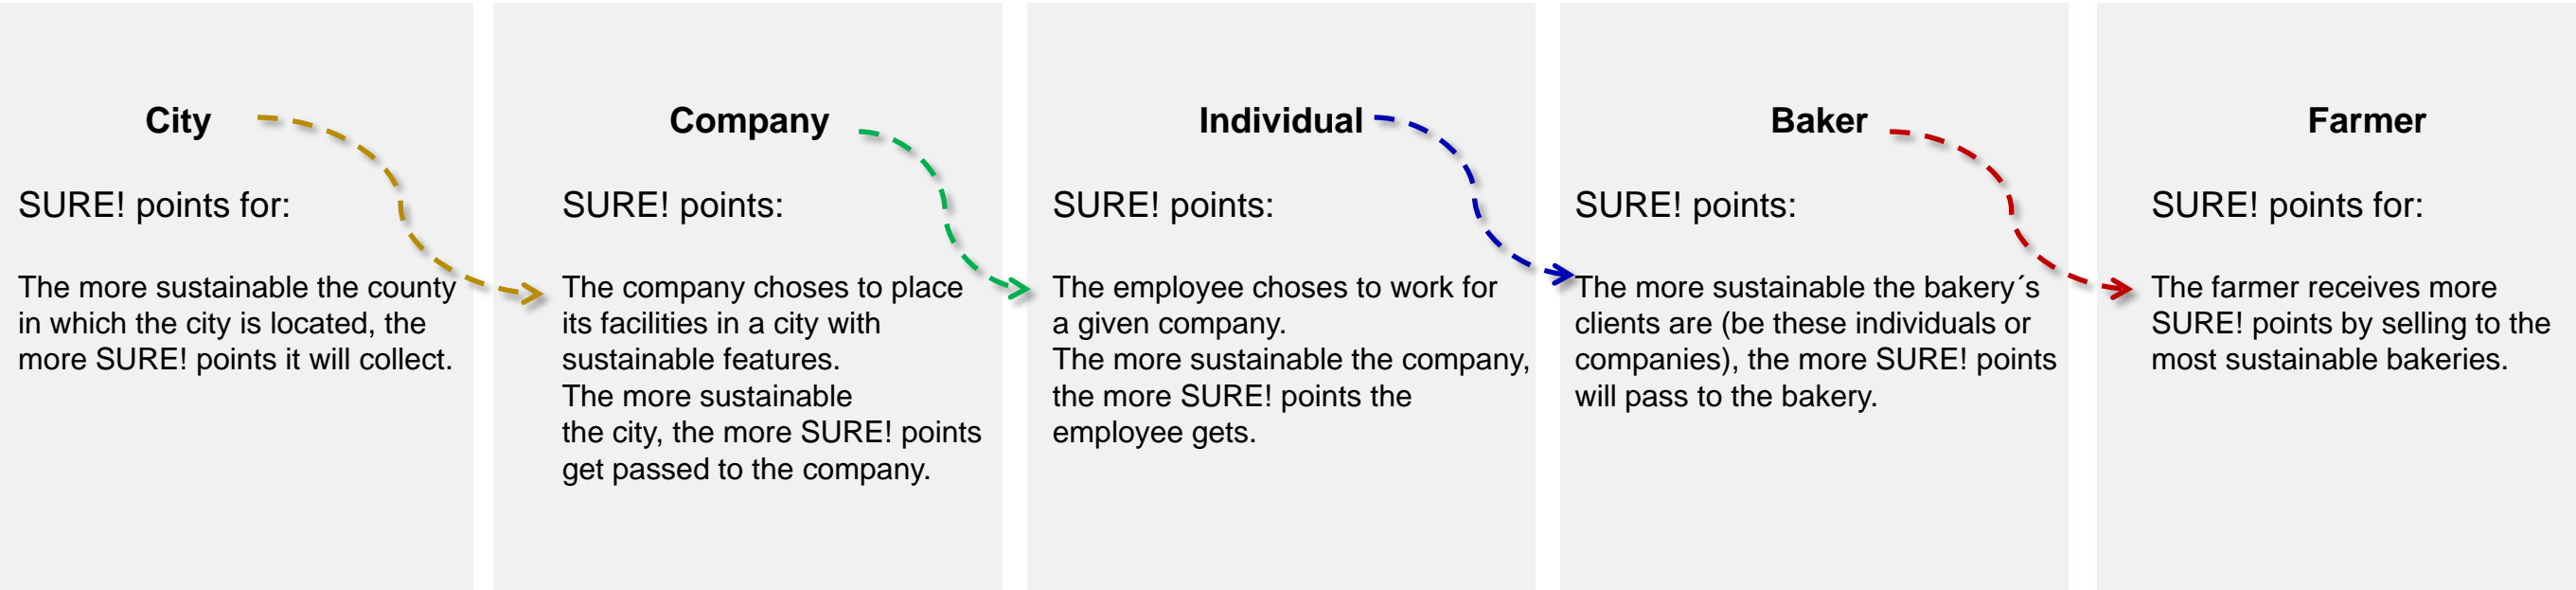 City
SURE! points for:
The more sustainable the county
in which the city is located, the
more SURE! points it will collect.
Company
SURE! points:
The company choses to place
its facilities in a city with
sustainable features.
The more sustainable
the city, the more SURE! points
get passed to the company.
Individual
SURE! points:
The employee choses to work for
a given company.
The more sustainable the company,
the more SURE! points the
employee gets.
Baker
SURE! points:
The more sustainable the bakery´s
clients are (be these individuals or
companies), the more SURE! points
will pass to the bakery.
Farmer
SURE! points for:
The farmer receives more
SURE! points by selling to the
most sustainable bakeries.